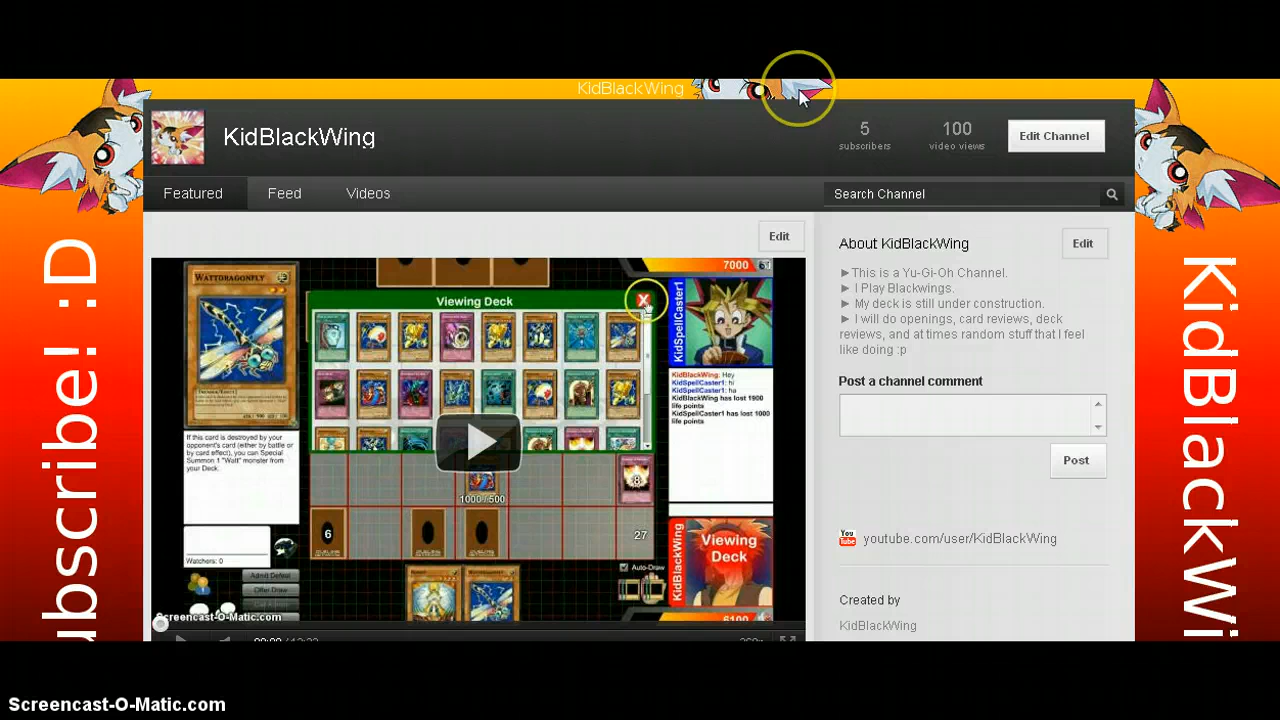 KidBlackWing
KidBlackWing
5
subscribers
100
video views
Edit Channel
Featured
Feed
Videos
Search Channel
Edit
WATTDRAGONFLY
If this card is destroyed by your
opponent's card (either by battle
or by card effect), you can Special
Summon 1 "Watt" monster from
your Deck.
Watchers: 0
Admit Defeat
Offer Draw
Viewing Deck
X
1000 / 500
8
6
27
7000
KidSpellCaster1
KidBlackWing: Hey
KidSpellCaster1: hi
KidSpellCaster1: ha
KidBlackWing has lost 1900
life points
KidSpellCaster1 has lost 1000
life points
Auto-Draw
KidBlackWing
Viewing
Deck
6100
Screencast-O-Matic.com
About KidBlackWing
Edit
►This is a Yu-Gi-Oh Channel.
► I Play Blackwings.
► My deck is still under construction.
► I will do openings, card reviews, deck
reviews, and at times random stuff that I feel
like doing :p
Post a channel comment
Post
You
Tube
youtube.com/user/KidBlackWing
Created by
KidBlackWing
ubscribe! :D
KidBlackWi
Screencast-O-Matic.com